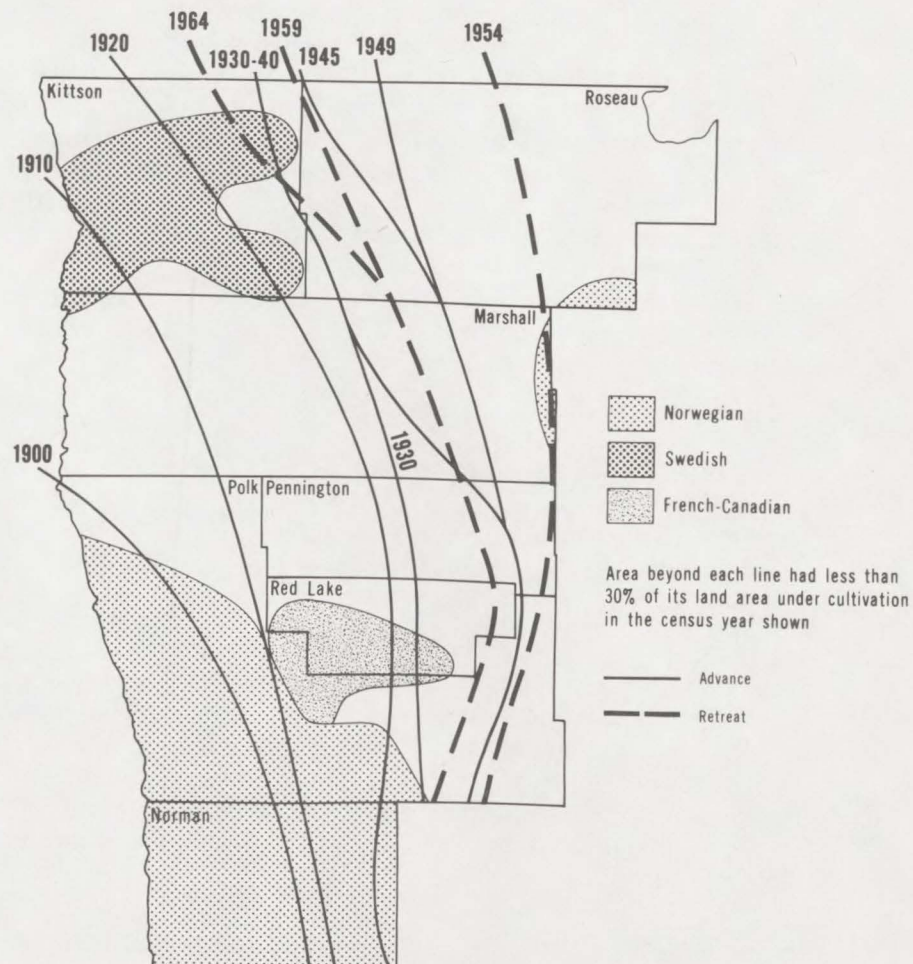 1964
1959
1954
1920
1930-40
1945
1949
Kittson
Roseau
1910
Marshall
Norwegian
1930
1900
Swedish
Polk
Pennington
French-Canadian
Red Lake
Area beyond each line had less than
30% of its land area under cultivation
in the census year shown
Advance
Retreat
Norman